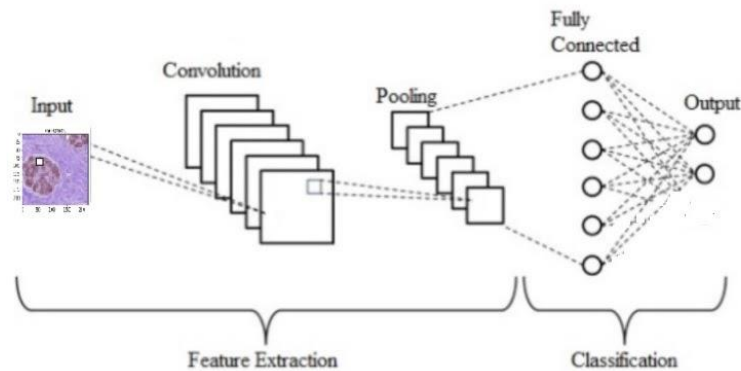 Fully
Connected
Convolution
Pooling
Input
Output
Feature Extraction
Classification